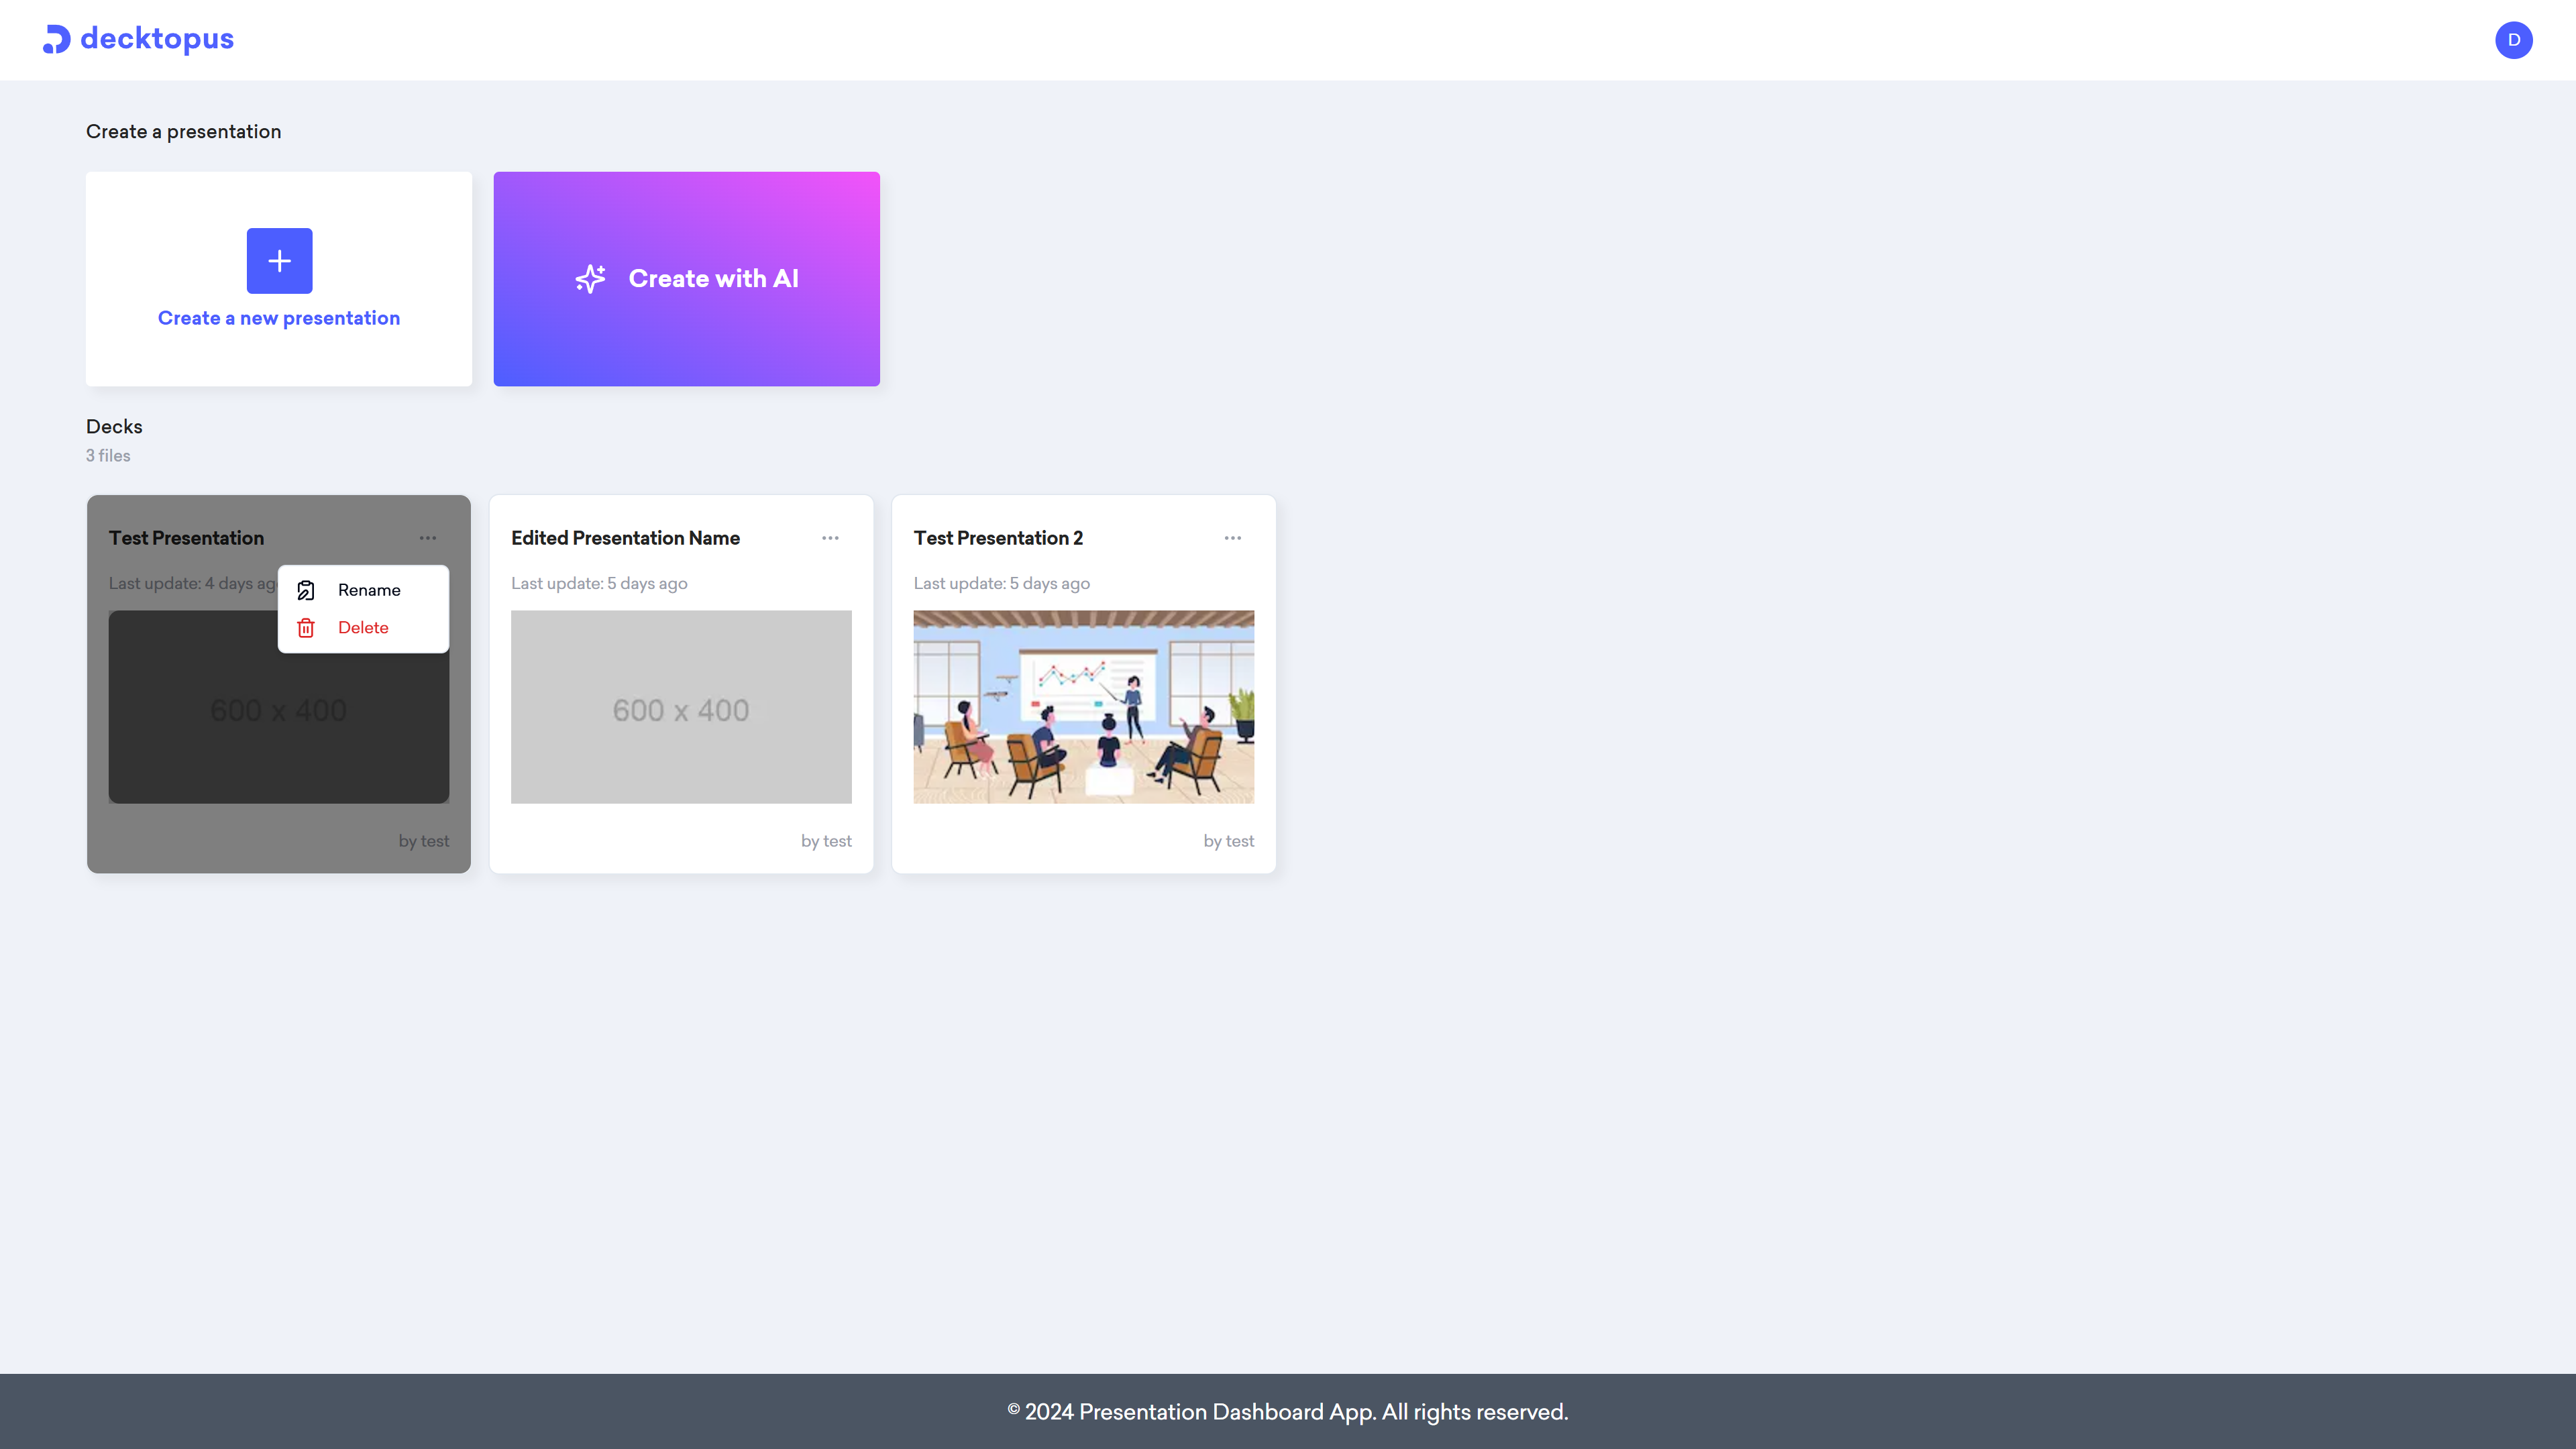 decktopus
D
Create a presentation
Create a new presentation
Create with AI
Decks
3 files
Test Presentation
Last update: 4 days ag
Rename
Delete
600 x 400
by test
Edited Presentation Name
Last update: 5 days ago
600 x 400
by test
Test Presentation 2
Last update: 5 days ago
by test
© 2024 Presentation Dashboard App. All rights reserved.